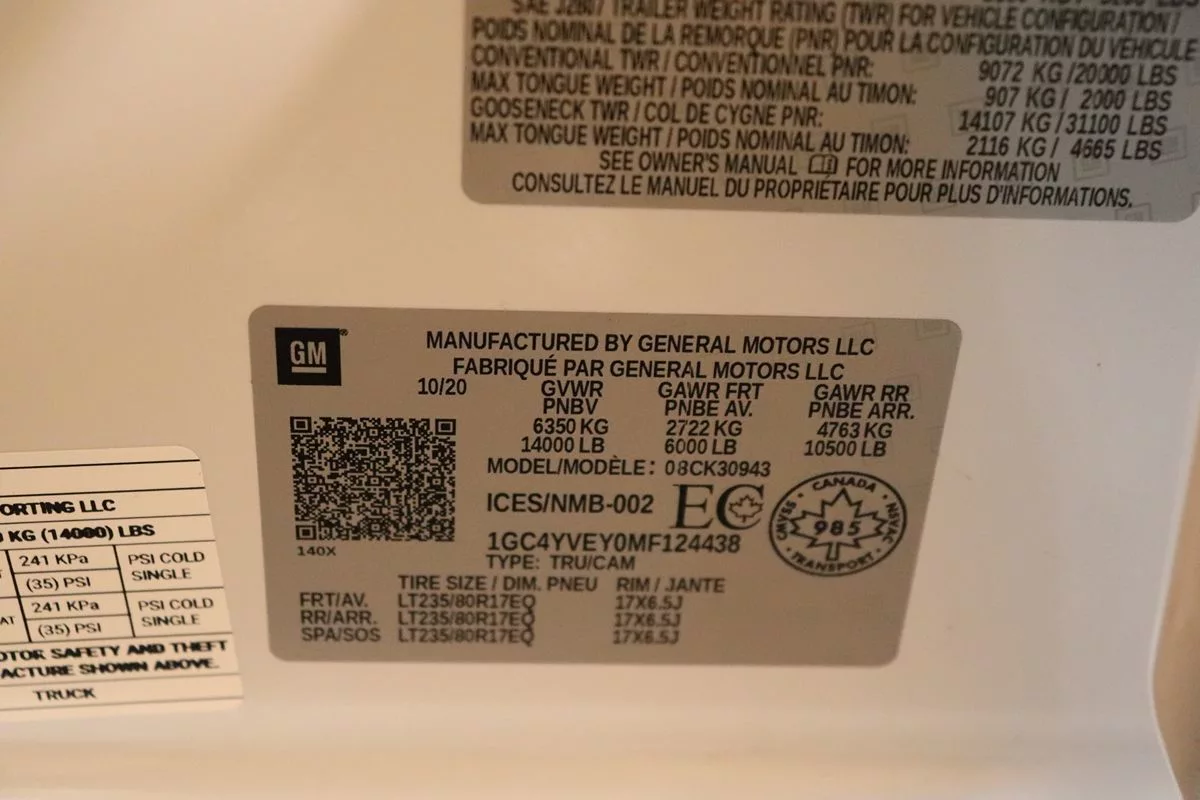 SAE J2807 TRAILER WEIGHT RATING (TWR) FOR VEHICLE CONFIGURATION /
POIDS NOMINAL DE LA REMORQUE (PNR) POUR LA CONFIGURATION DU VÉHICULE
CONVENTIONAL TWR / CONVENTIONNEL PNR: 9072 KG / 20000 LBS
MAX TONGUE WEIGHT / POIDS NOMINAL AU TIMON: 907 KG / 2000 LBS
GOOSENECK TWR / COL DE CYGNE PNR: 14107 KG / 31100 LBS
MAX TONGUE WEIGHT / POIDS NOMINAL AU TIMON: 2116 KG / 4665 LBS
SEE OWNER'S MANUAL FOR MORE INFORMATION
CONSULTEZ LE MANUEL DU PROPRIÉTAIRE POUR PLUS D'INFORMATIONS.
GM
MANUFACTURED BY GENERAL MOTORS LLC
FABRIQUÉ PAR GENERAL MOTORS LLC
10/20 GVWR GAWR FRT GAWR RR
PNBV PNBE AV. PNBE ARR.
6350 KG 2722 KG 4763 KG
14000 LB 6000 LB 10500 LB
MODEL/MODÈLE: 08CK30943
ICES/NMB-002 EC
CANADA
CMVSS 985 NSVAC
TRANSPORT
140X
1GC4YVEY0MF124438
TYPE: TRU/CAM
TIRE SIZE / DIM. PNEU RIM / JANTE
FRT/AV. LT235/80R17EQ 17X6.5J
RR/ARR. LT235/80R17EQ 17X6.5J
SPA/SOS LT235/80R17EQ 17X6.5J
ORTING LLC
KG (14000) LBS
241 KPa PSI COLD
(35) PSI SINGLE
241 KPa PSI COLD
AT (35) PSI SINGLE
OTOR SAFETY AND THEFT
ACTURE SHOWN ABOVE.
TRUCK